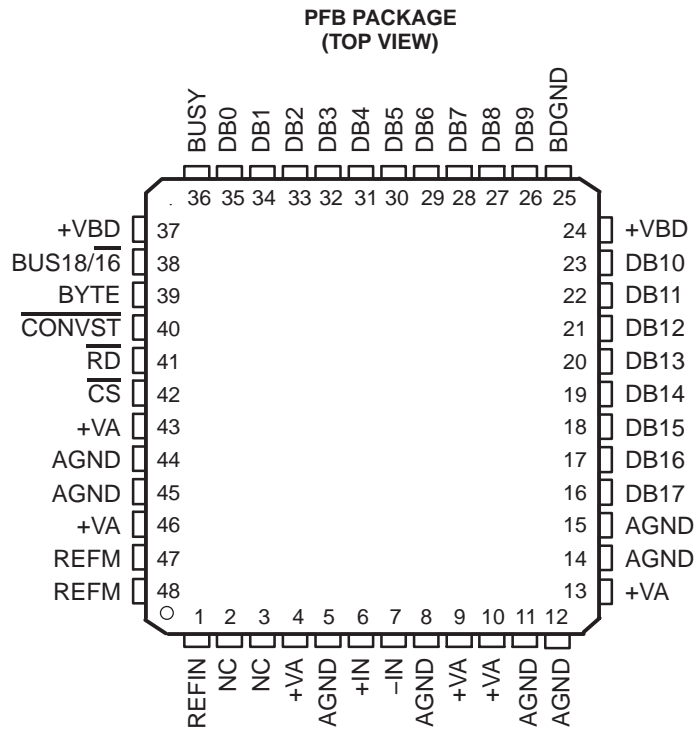 PFB PACKAGE
(TOP VIEW)
BUSY DB0 DB1 DB2 DB3 DB4 DB5 DB6 DB7 DB8 DB9 BDGND
36 35 34 33 32 31 30 29 28 27 26 25
+VBD 37 24 +VBD
BUS18/1̅6̅ 38 23 DB10
BYTE 39 22 DB11
C̅O̅N̅V̅S̅T̅ 40 21 DB12
R̅D̅ 41 20 DB13
C̅S̅ 42 19 DB14
+VA 43 18 DB15
AGND 44 17 DB16
AGND 45 16 DB17
+VA 46 15 AGND
REFM 47 14 AGND
REFM 48 13 +VA
1 2 3 4 5 6 7 8 9 10 11 12
REFIN NC NC +VA AGND +IN −IN AGND +VA +VA AGND AGND